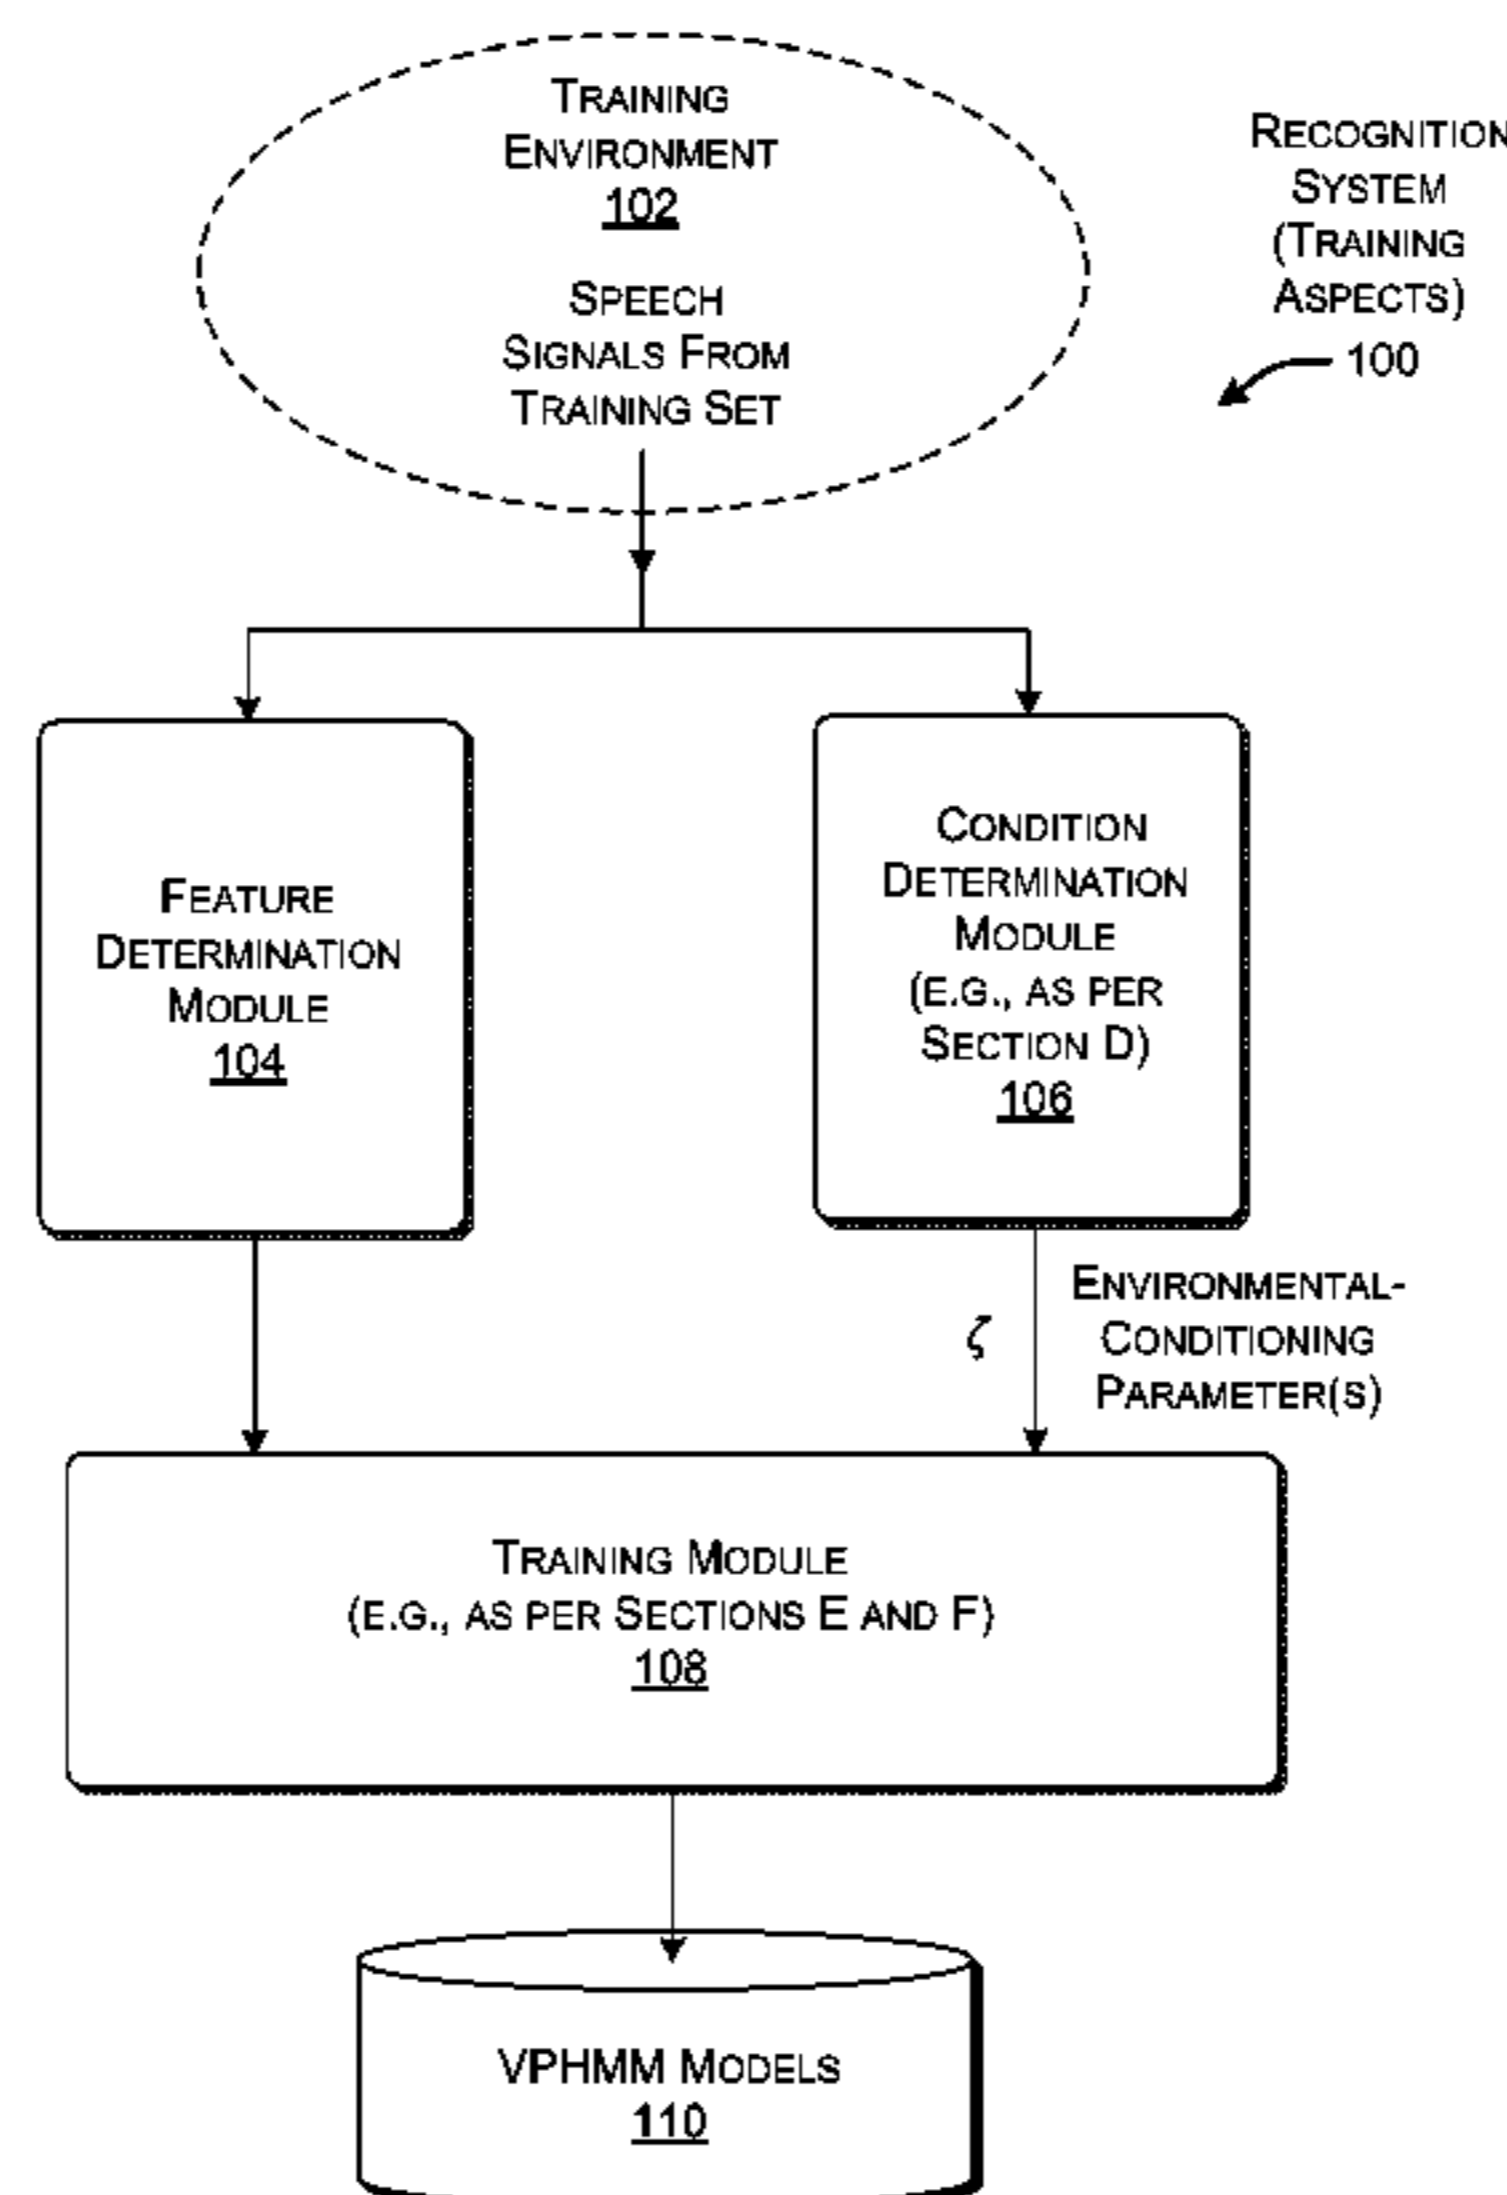 TRAINING
ENVIRONMENT
102
SPEECH
SIGNALS FROM
TRAINING SET
RECOGNITION
SYSTEM
(TRAINING
ASPECTS)
100
FEATURE
DETERMINATION
MODULE
104
CONDITION
DETERMINATION
MODULE
(E.G., AS PER
SECTION D)
106
ζ
ENVIRONMENTAL-
CONDITIONING
PARAMETER(S)
TRAINING MODULE
(E.G., AS PER SECTIONS E AND F)
108
VPHMM MODELS
110